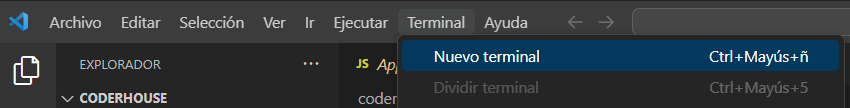 Archivo Editar Selección Ver Ir Ejecutar Terminal Ayuda
EXPLORADOR ...
JS App
Nuevo terminal Ctrl+Mayús+ñ
CODERHOUSE
coder
Dividir terminal Ctrl+Mayús+5